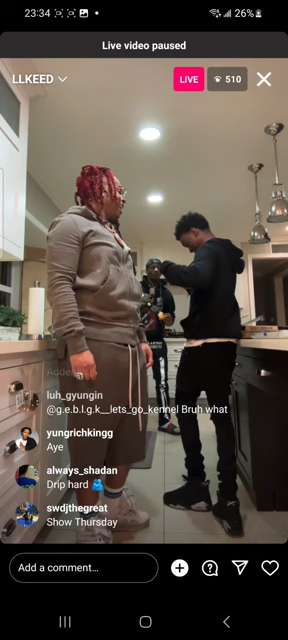 23:34
26%
Live video paused
LLKEED
LIVE
510
Added
luh_gyungin
@g.e.b.l.g.k__lets_go_kennel Bruh what
yungrichkingg
Aye
always_shadan
Drip hard 🥶
swdjthegreat
Show Thursday
Add a comment...